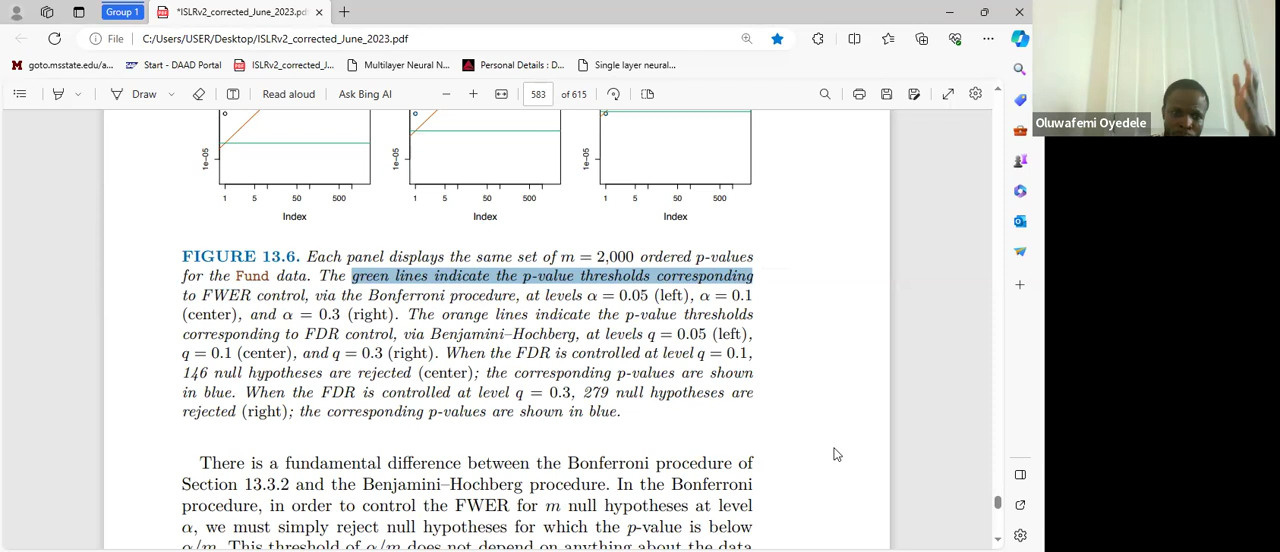 Group 1
*ISLRv2_corrected_June_2023.pdf
File
C:/Users/USER/Desktop/ISLRv2_corrected_June_2023.pdf
goto.msstate.edu/a...
Start - DAAD Portal
ISLRv2_corrected_J...
Multilayer Neural N...
Personal Details : D...
Single layer neural...
Draw
Read aloud
Ask Bing AI
583 of 615
Oluwafemi Oyedele
1e−05
1e−05
1e−05
1 5 50 500
1 5 50 500
1 5 50 500
Index
Index
Index
FIGURE 13.6. Each panel displays the same set of m = 2,000 ordered p-values
for the Fund data. The green lines indicate the p-value thresholds corresponding
to FWER control, via the Bonferroni procedure, at levels α = 0.05 (left), α = 0.1
(center), and α = 0.3 (right). The orange lines indicate the p-value thresholds
corresponding to FDR control, via Benjamini–Hochberg, at levels q = 0.05 (left),
q = 0.1 (center), and q = 0.3 (right). When the FDR is controlled at level q = 0.1,
146 null hypotheses are rejected (center); the corresponding p-values are shown
in blue. When the FDR is controlled at level q = 0.3, 279 null hypotheses are
rejected (right); the corresponding p-values are shown in blue.
There is a fundamental difference between the Bonferroni procedure of
Section 13.3.2 and the Benjamini–Hochberg procedure. In the Bonferroni
procedure, in order to control the FWER for m null hypotheses at level
α, we must simply reject null hypotheses for which the p-value is below
α/m. This threshold of α/m does not depend on anything about the data